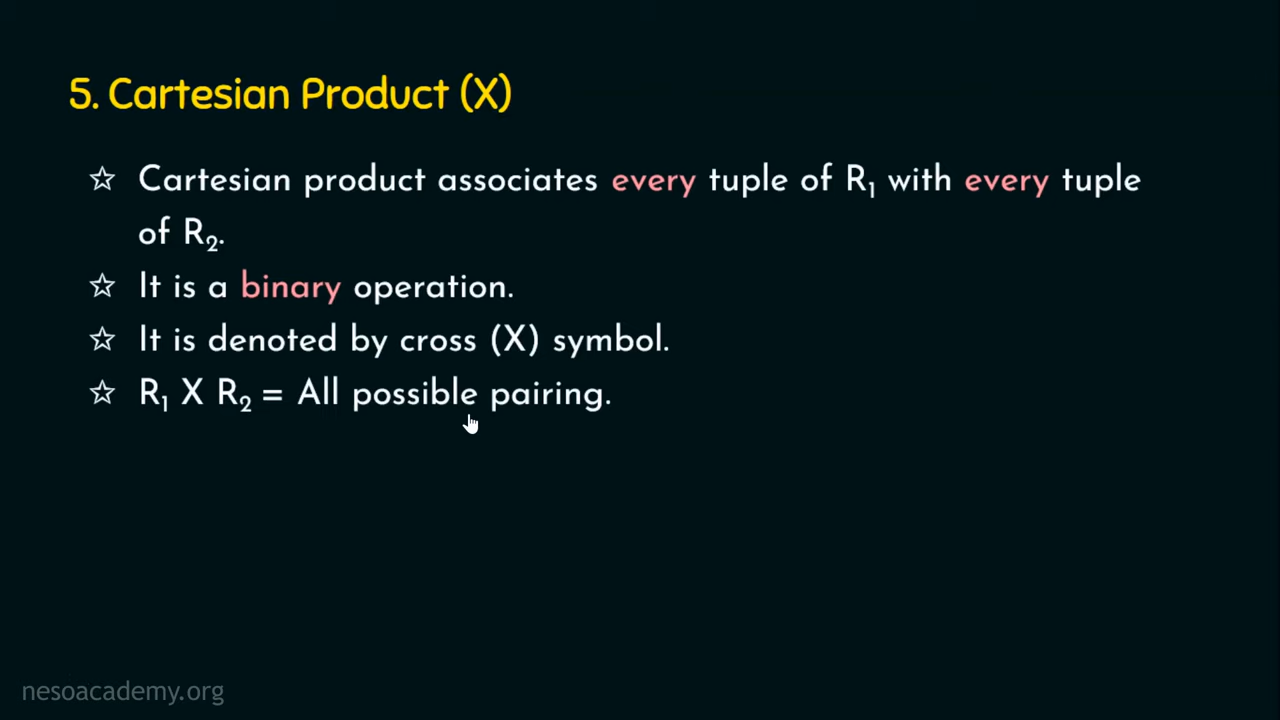 5. Cartesian Product (X)
☆ Cartesian product associates every tuple of R₁ with every tuple
of R₂.
☆ It is a binary operation.
☆ It is denoted by cross (X) symbol.
☆ R₁ X R₂ = All possible pairing.
nesoacademy.org